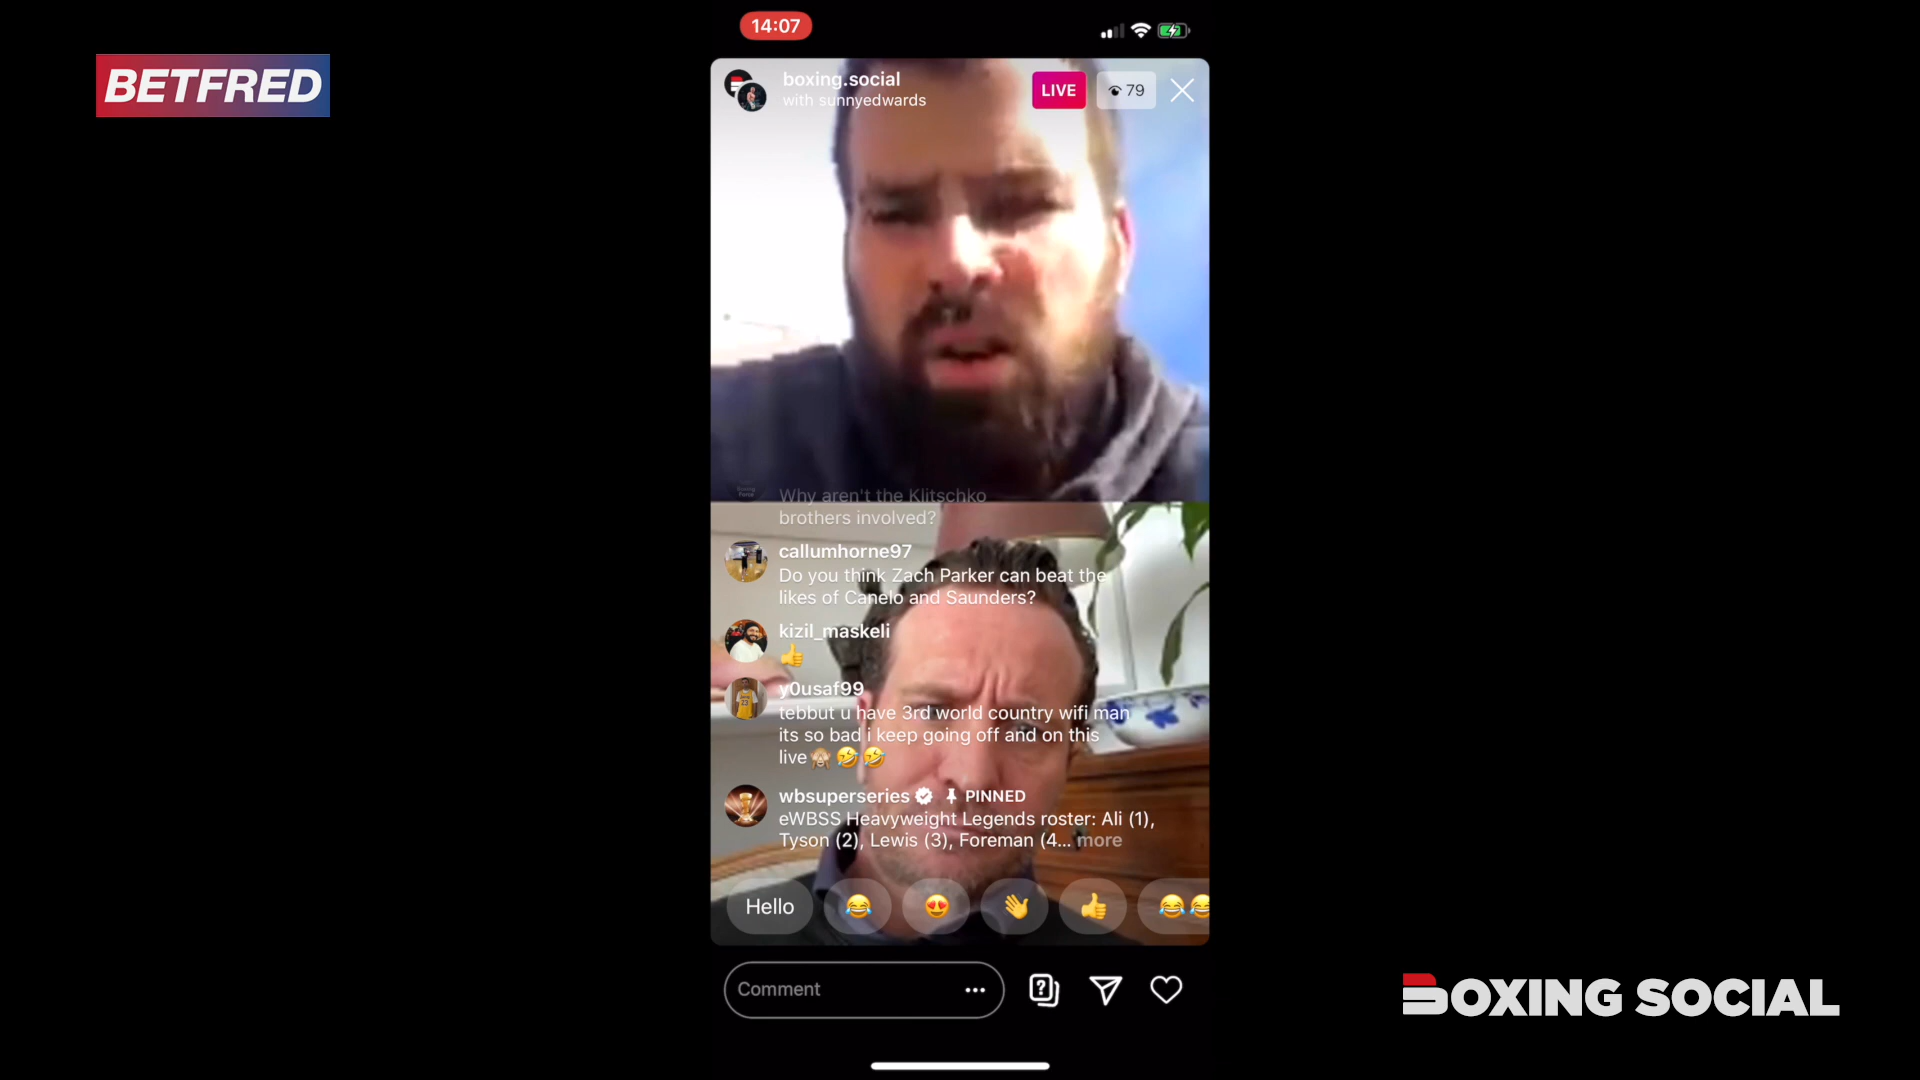 BETFRED
14:07
boxing.social
with sunnyedwards
LIVE
79
Why aren't the Klitschko
brothers involved?
callumhorne97
Do you think Zach Parker can beat the
likes of Canelo and Saunders?
kizil_maskeli
👍
y0usaf99
tebbut u have 3rd world country wifi man
its so bad i keep going off and on this
live🙈🤣🤣
wbsuperseries PINNED
eWBSS Heavyweight Legends roster: Ali (1),
Tyson (2), Lewis (3), Foreman (4... more
Hello 😂 😍 👋 👍 😂😂
Comment
BOXING SOCIAL